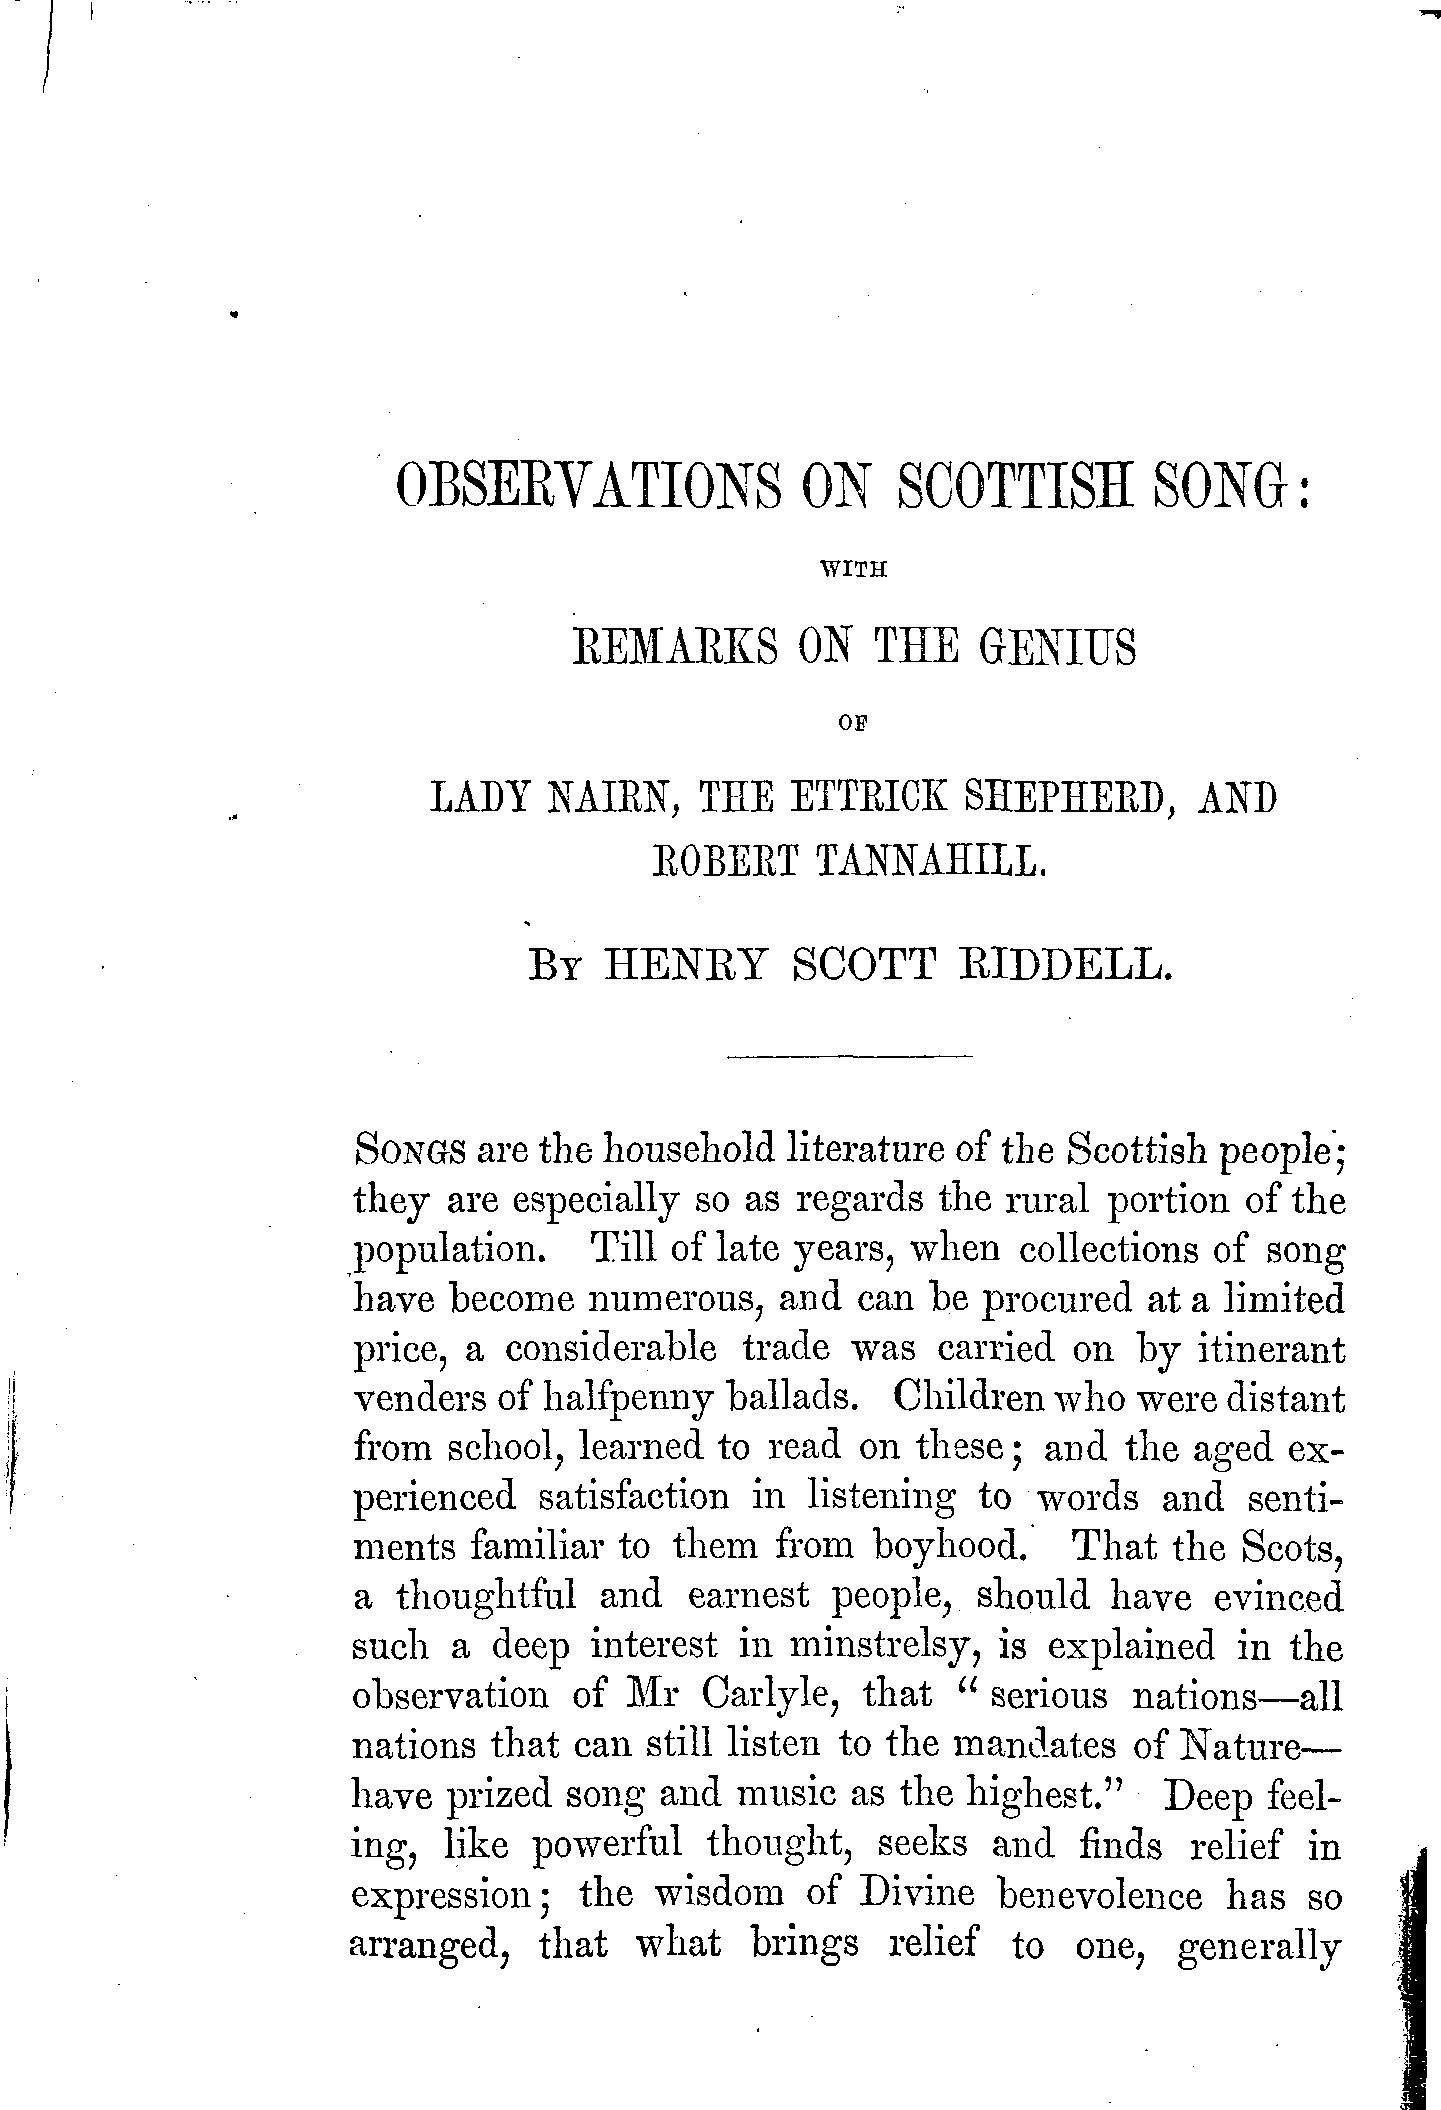 OBSERVATIONS ON SCOTTISH SONG:
WITH
REMARKS ON THE GENIUS
OF
LADY NAIRN, THE ETTRICK SHEPHERD, AND
ROBERT TANNAHILL.
BY HENRY SCOTT RIDDELL.
SONGS are the household literature of the Scottish people;
they are especially so as regards the rural portion of the
population. Till of late years, when collections of song
have become numerous, and can be procured at a limited
price, a considerable trade was carried on by itinerant
venders of halfpenny ballads. Children who were distant
from school, learned to read on these; and the aged ex-
perienced satisfaction in listening to words and senti-
ments familiar to them from boyhood. That the Scots,
a thoughtful and earnest people, should have evinced
such a deep interest in minstrelsy, is explained in the
observation of Mr Carlyle, that “ serious nations—all
nations that can still listen to the mandates of Nature—
have prized song and music as the highest.” Deep feel-
ing, like powerful thought, seeks and finds relief in
expression; the wisdom of Divine benevolence has so
arranged, that what brings relief to one, generally